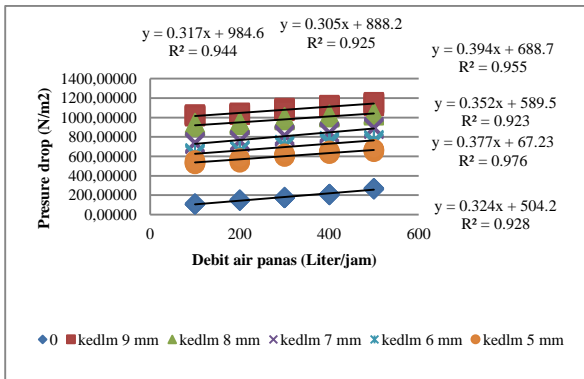 y = 0.317x + 984.6
R² = 0.944
y = 0.305x + 888.2
R² = 0.925
y = 0.394x + 688.7
R² = 0.955
y = 0.352x + 589.5
R² = 0.923
y = 0.377x + 67.23
R² = 0.976
y = 0.324x + 504.2
R² = 0.928
Presure drop (N/m2)
1400,00000
1200,00000
1000,00000
800,00000
600,00000
400,00000
200,00000
0,00000
0 200 400 600
Debit air panas (Liter/jam)
0 kedlm 9 mm kedlm 8 mm kedlm 7 mm kedlm 6 mm kedlm 5 mm